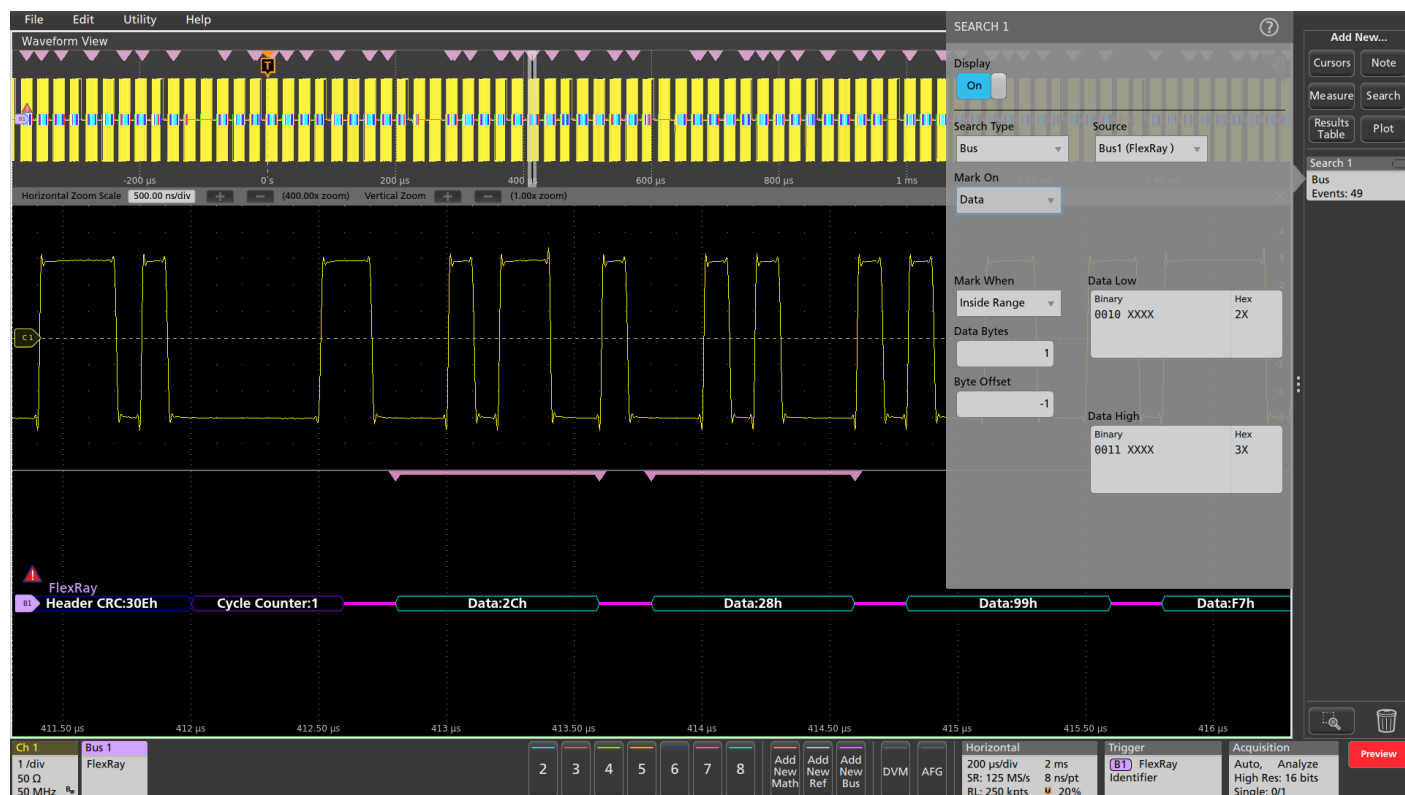 File Edit Utility Help
Waveform View
T
B1
-200 µs 0 s 200 µs 400 µs 600 µs 800 µs 1 ms
Horizontal Zoom Scale 500.00 ns/div + − (400.00x zoom) Vertical Zoom + − (1.00x zoom)
C1
FlexRay
B1 Header CRC:30Eh Cycle Counter:1 Data:2Ch Data:28h Data:99h Data:F7h
411.50 µs 412 µs 412.50 µs 413 µs 413.50 µs 414 µs 414.50 µs 415 µs 415.50 µs 416 µs
SEARCH 1 ?
Display
On
Search Type Source
Bus Bus1 (FlexRay )
Mark On
Data
Mark When Data Low
Inside Range Binary Hex
0010 XXXX 2X
Data Bytes
1
Byte Offset
-1
Data High
Binary Hex
0011 XXXX 3X
Add New...
Cursors Note
Measure Search
Results Table Plot
Search 1
Bus
Events: 49
Ch 1
1 /div
50 Ω
50 MHz
Bus 1
FlexRay
2 3 4 5 6 7 8
Add New Math
Add New Ref
Add New Bus
DVM AFG
Horizontal
200 µs/div 2 ms
SR: 125 MS/s 8 ns/pt
RL: 250 kpts 20%
Trigger
B1 FlexRay
Identifier
Acquisition
Auto, Analyze
High Res: 16 bits
Single: 0/1
Preview